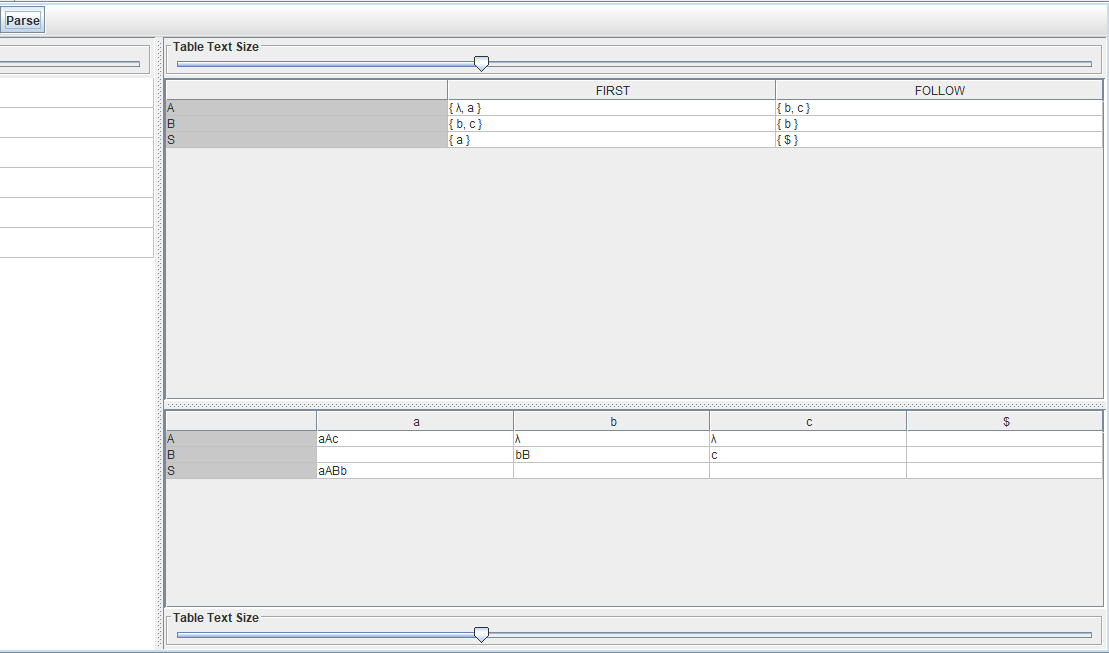 Parse
Table Text Size
FIRST FOLLOW
A { λ, a } { b, c }
B { b, c } { b }
S { a } { $ }
a b c $
A aAc λ λ
B bB c
S aABb
Table Text Size